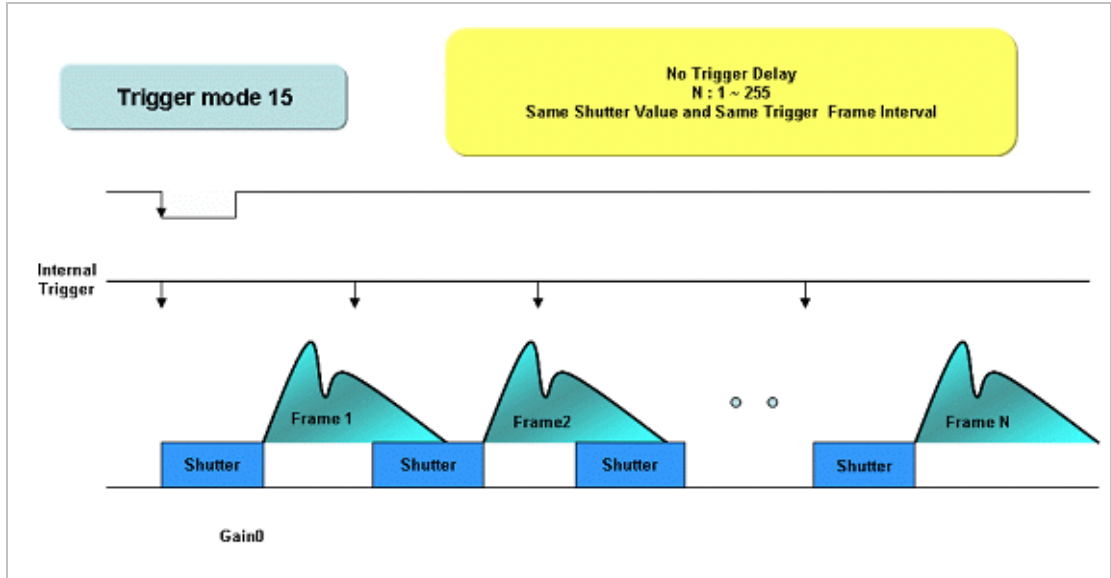 Trigger mode 15
No Trigger Delay
N : 1 ~ 255
Same Shutter Value and Same Trigger Frame Interval
Internal
Trigger
Frame 1
Frame2
Frame N
Shutter
Shutter
Shutter
Shutter
Gain0